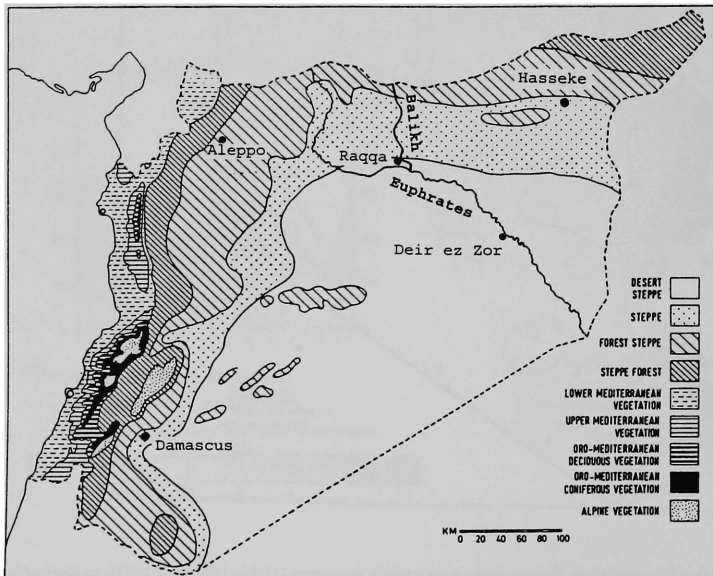 Hasseke
Balikh
Aleppo
Raqqa
Euphrates
Deir ez Zor
Damascus
DESERT
STEPPE
STEPPE
FOREST STEPPE
STEPPE FOREST
LOWER MEDITERRANEAN
VEGETATION
UPPER MEDITERRANEAN
VEGETATION
ORO-MEDITERRANEAN
DECIDUOUS VEGETATION
ORO-MEDITERRANEAN
CONIFEROUS VEGETATION
ALPINE VEGETATION
KM
0 20 40 60 80 100